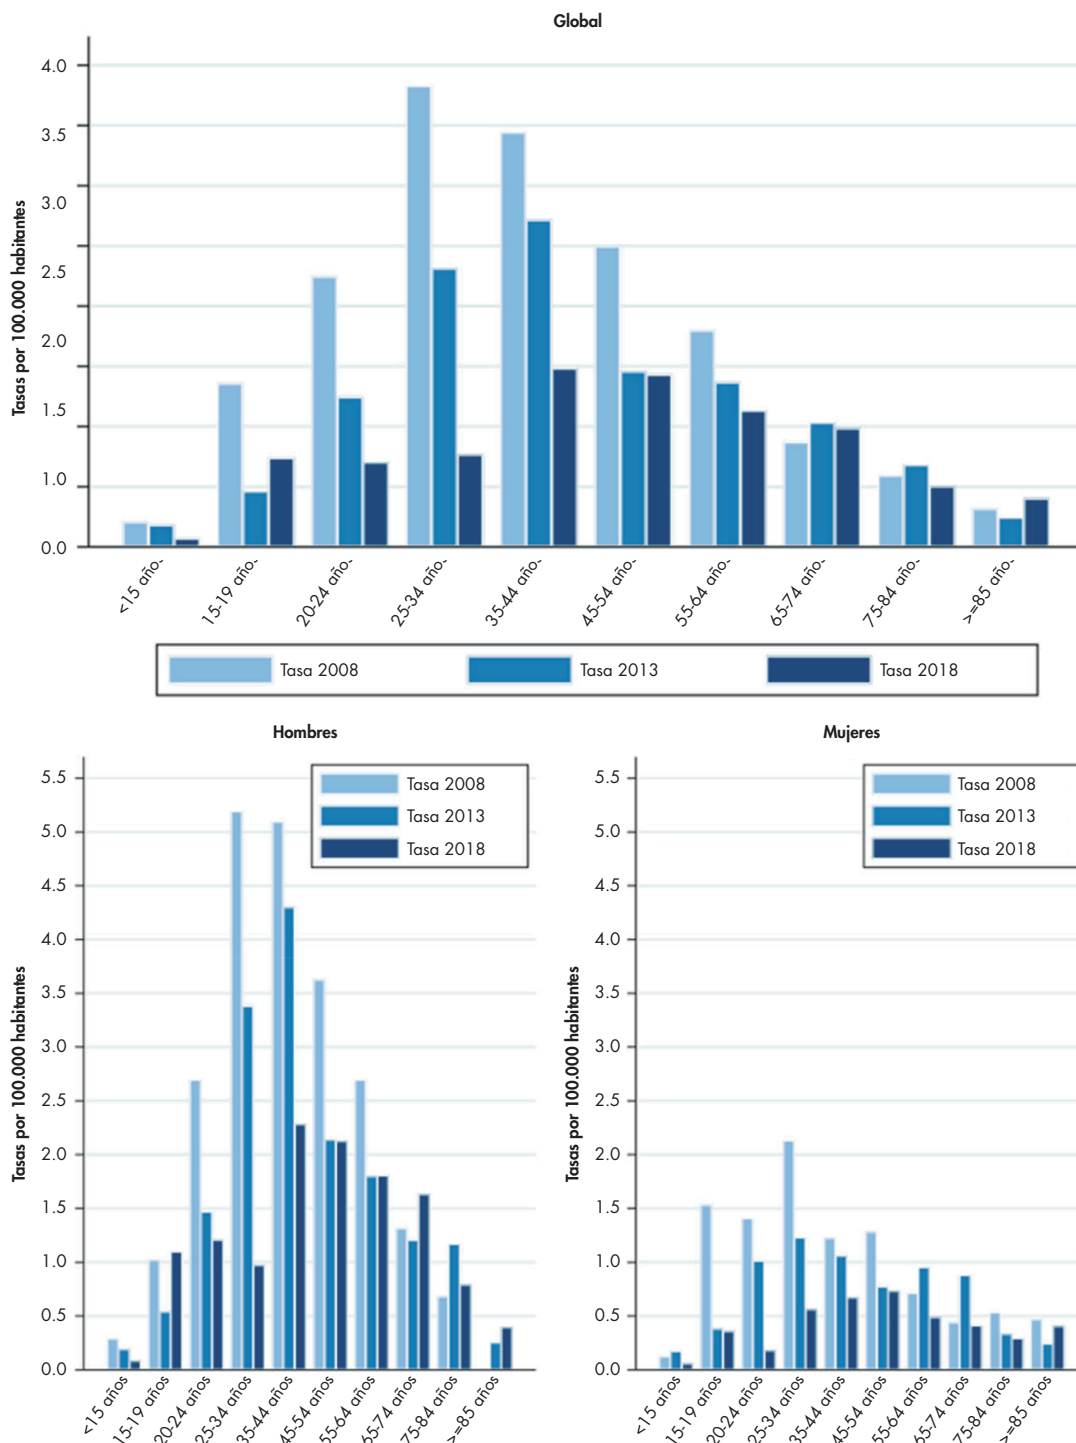 Global
Tasas por 100.000 habitantes
4.0
3.5
3.0
2.5
2.0
1.5
1.0
0.0
<15 año-
15-19 año-
20-24 año-
25-34 año-
35-44 año-
45-54 año-
55-64 año-
65-74 año-
75-84 año-
>=85 año-
Tasa 2008
Tasa 2013
Tasa 2018
Hombres
Tasas por 100.000 habitantes
5.5
5.0
4.5
4.0
3.5
3.0
2.5
2.0
1.5
1.0
0.5
0.0
Tasa 2008
Tasa 2013
Tasa 2018
<15 años
15-19 años
20-24 años
25-34 años
35-44 años
45-54 años
55-64 años
65-74 años
75-84 años
>=85 años
Mujeres
Tasas por 100.000 habitantes
5.5
5.0
4.5
4.0
3.5
3.0
2.5
2.0
1.5
1.0
0.5
0.0
Tasa 2008
Tasa 2013
Tasa 2018
<15 años
15-19 años
20-24 años
25-34 años
35-44 años
45-54 años
55-64 años
65-74 años
75-84 años
>=85 años